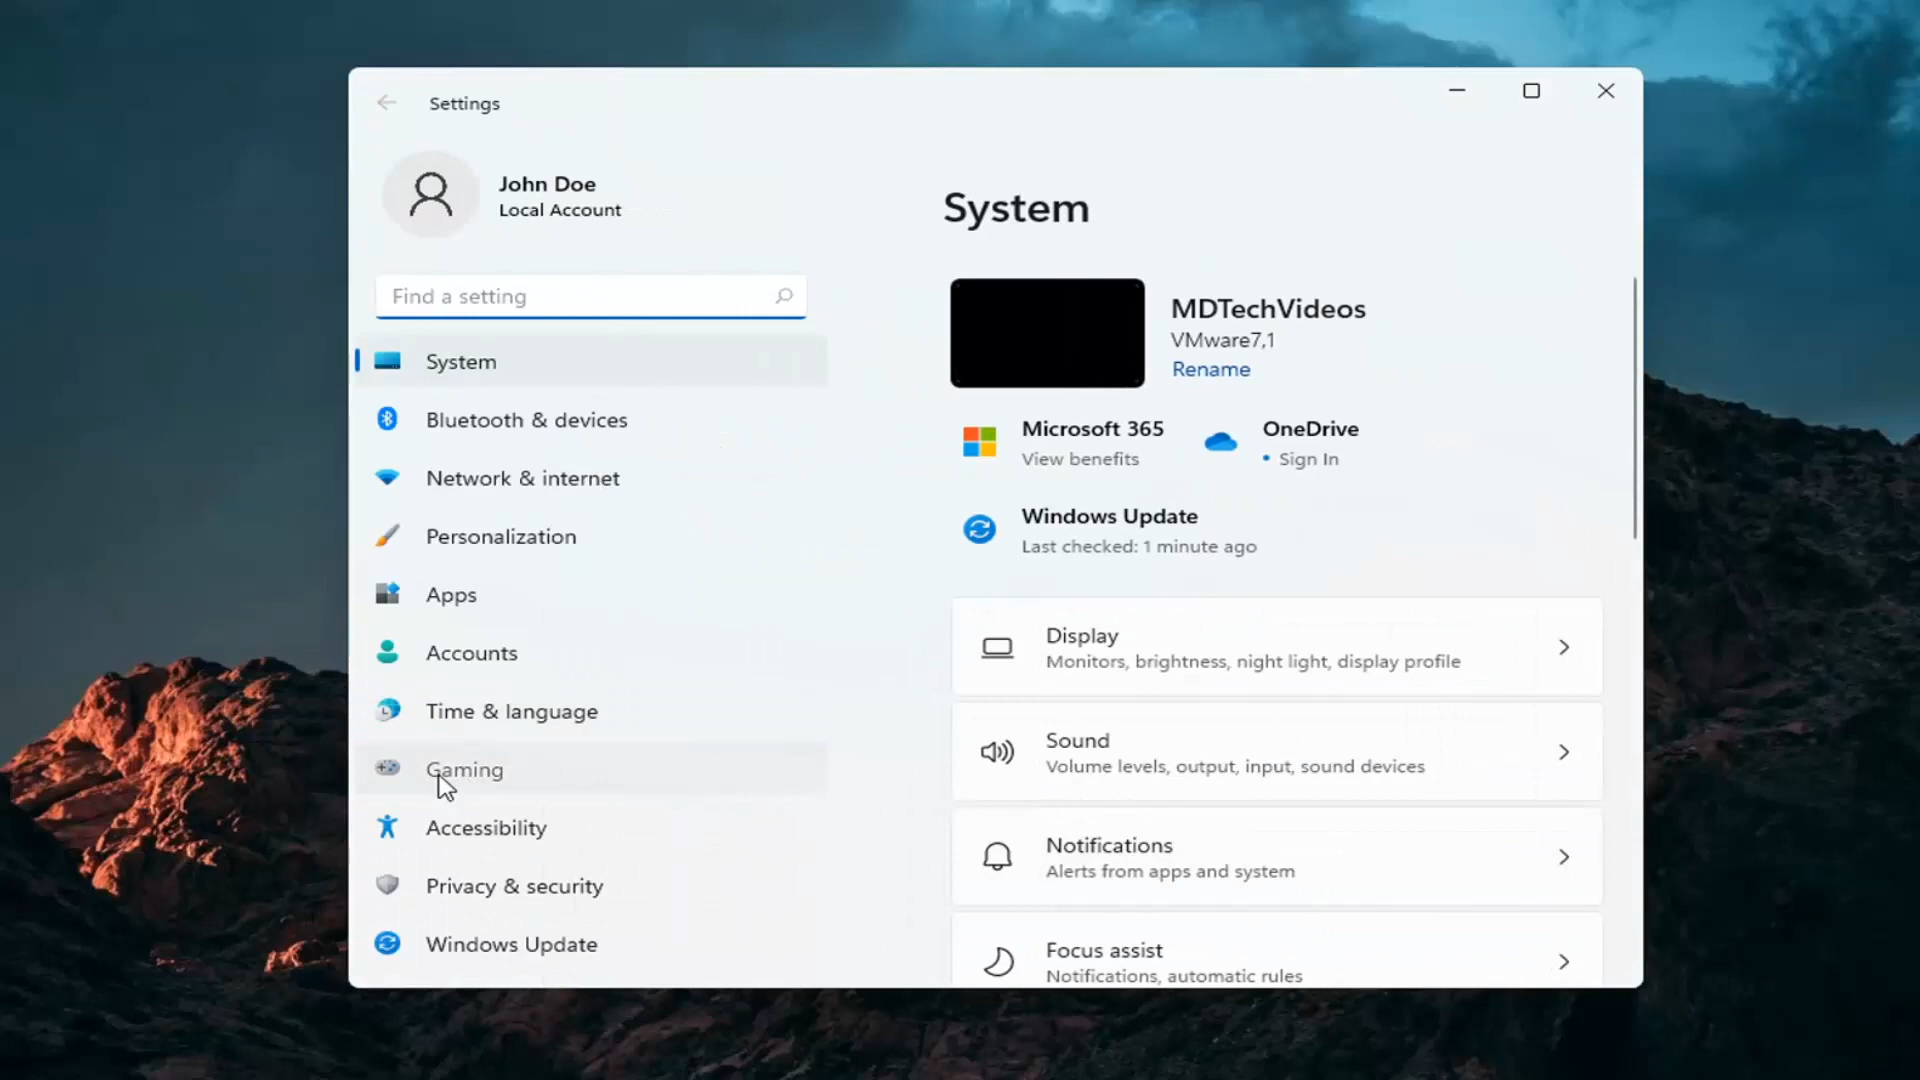 Settings
John Doe
Local Account
Find a setting
System
Bluetooth & devices
Network & internet
Personalization
Apps
Accounts
Time & language
Gaming
Accessibility
Privacy & security
Windows Update
System
MDTechVideos
VMware7,1
Rename
Microsoft 365
View benefits
OneDrive
• Sign In
Windows Update
Last checked: 1 minute ago
Display
Monitors, brightness, night light, display profile
Sound
Volume levels, output, input, sound devices
Notifications
Alerts from apps and system
Focus assist
Notifications, automatic rules